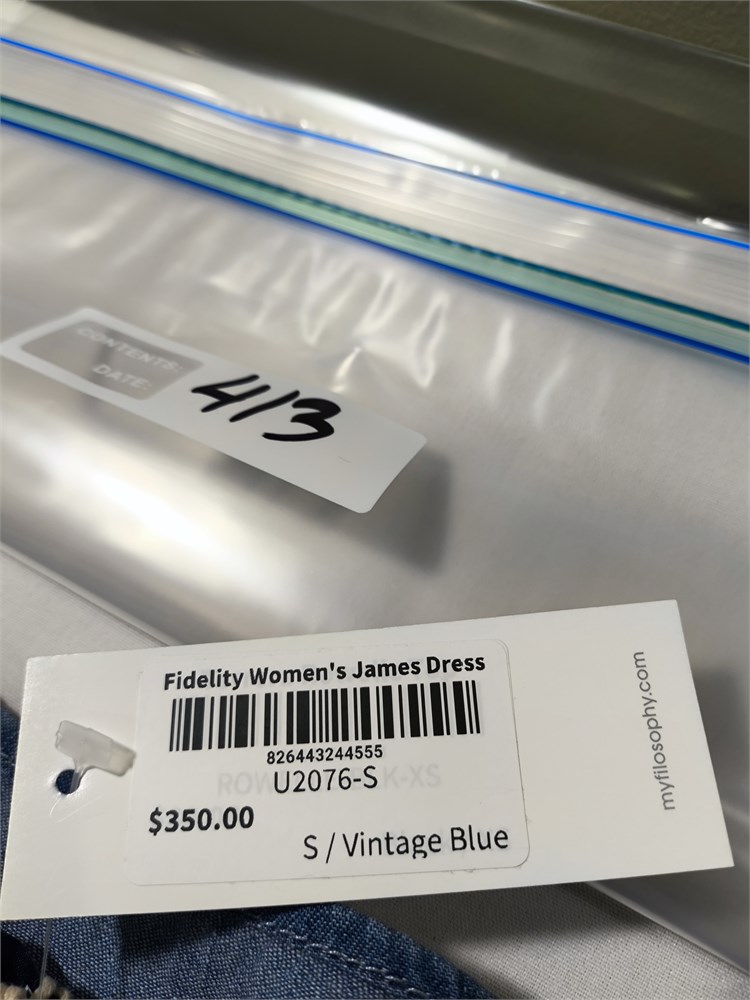 CONTENTS:
DATE:
413
Fidelity Women's James Dress
826443244555
U2076-S
$350.00
S / Vintage Blue
myfilosophy.com